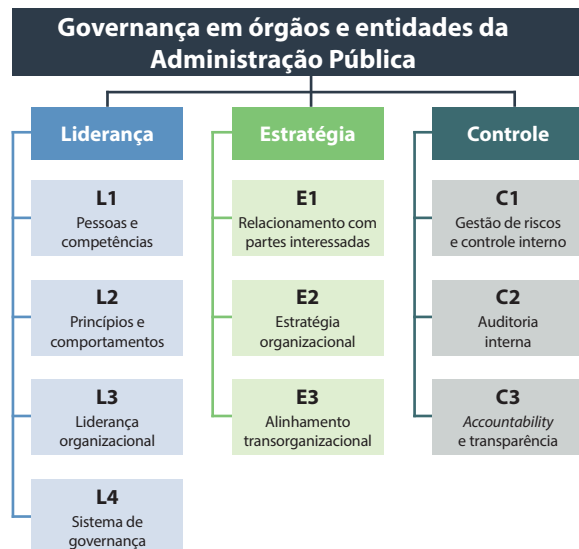 Governança em órgãos e entidades da
Administração Pública
Liderança
Estratégia
Controle
L1
Pessoas e
competências
E1
Relacionamento com
partes interessadas
C1
Gestão de riscos
e controle interno
L2
Princípios e
comportamentos
E2
Estratégia
organizacional
C2
Auditoria
interna
L3
Liderança
organizacional
E3
Alinhamento
transorganizacional
C3
Accountability
e transparência
L4
Sistema de
governança